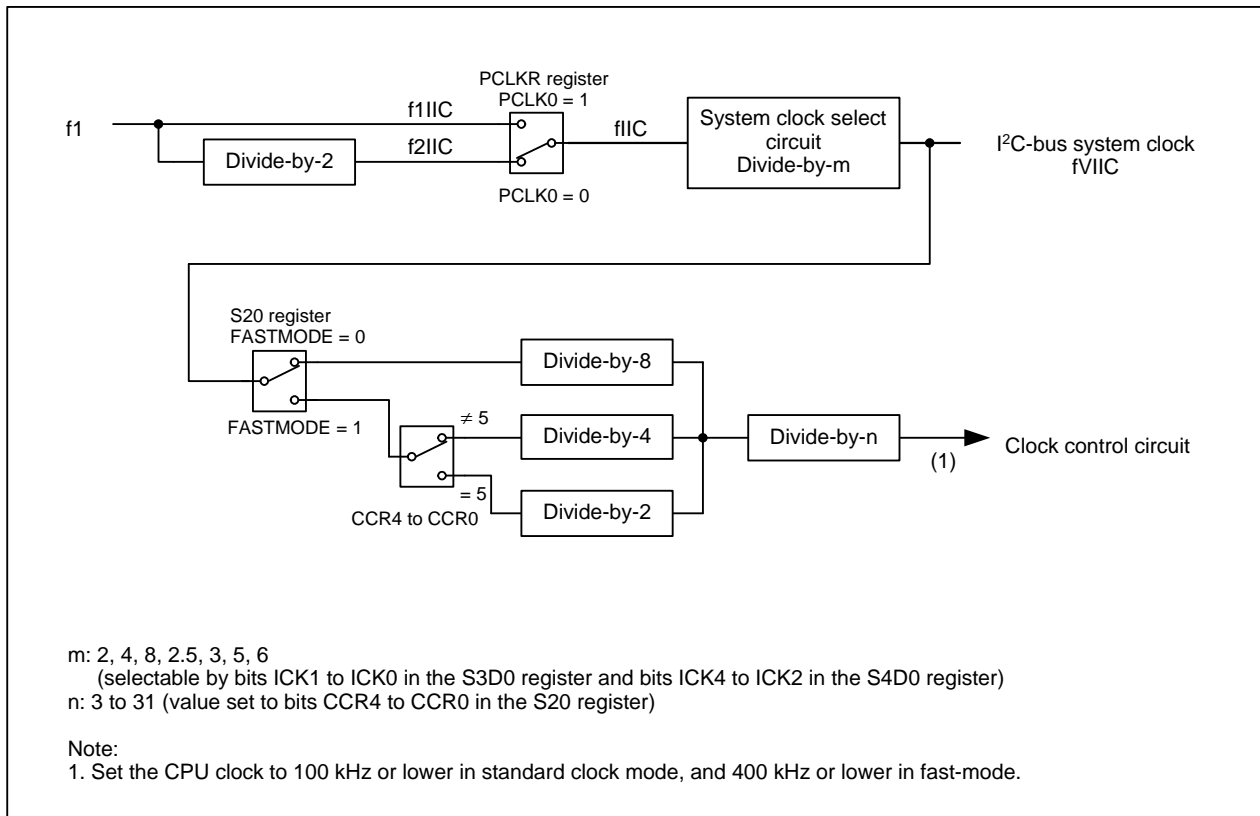 PCLKR register
PCLK0 = 1
f1
f1IIC
Divide-by-2
f2IIC
PCLK0 = 0
fIIC
System clock select
circuit
Divide-by-m
I²C-bus system clock
fVIIC
S20 register
FASTMODE = 0
FASTMODE = 1
≠ 5
= 5
CCR4 to CCR0
Divide-by-8
Divide-by-4
Divide-by-2
Divide-by-n
(1)
Clock control circuit
m: 2, 4, 8, 2.5, 3, 5, 6
(selectable by bits ICK1 to ICK0 in the S3D0 register and bits ICK4 to ICK2 in the S4D0 register)
n: 3 to 31 (value set to bits CCR4 to CCR0 in the S20 register)
Note:
1. Set the CPU clock to 100 kHz or lower in standard clock mode, and 400 kHz or lower in fast-mode.